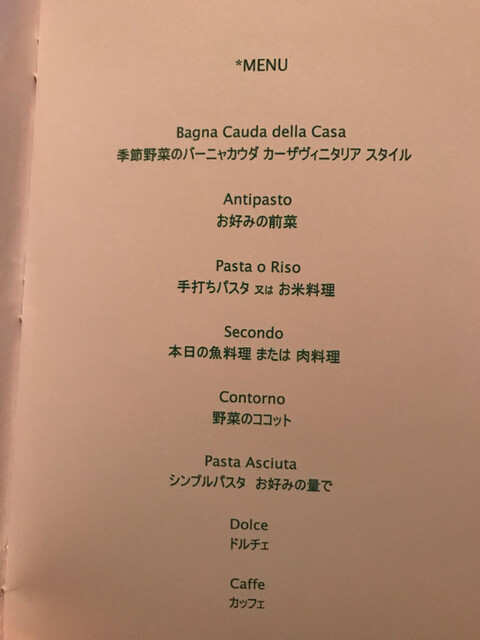 *MENU
Bagna Cauda della Casa
季節野菜のバーニャカウダ カーザヴィニタリア スタイル
Antipasto
お好みの前菜
Pasta o Riso
手打ちパスタ 又は お米料理
Secondo
本日の魚料理 または 肉料理
Contorno
野菜のココット
Pasta Asciuta
シンプルパスタ お好みの量で
Dolce
ドルチェ
Caffe
カッフェ